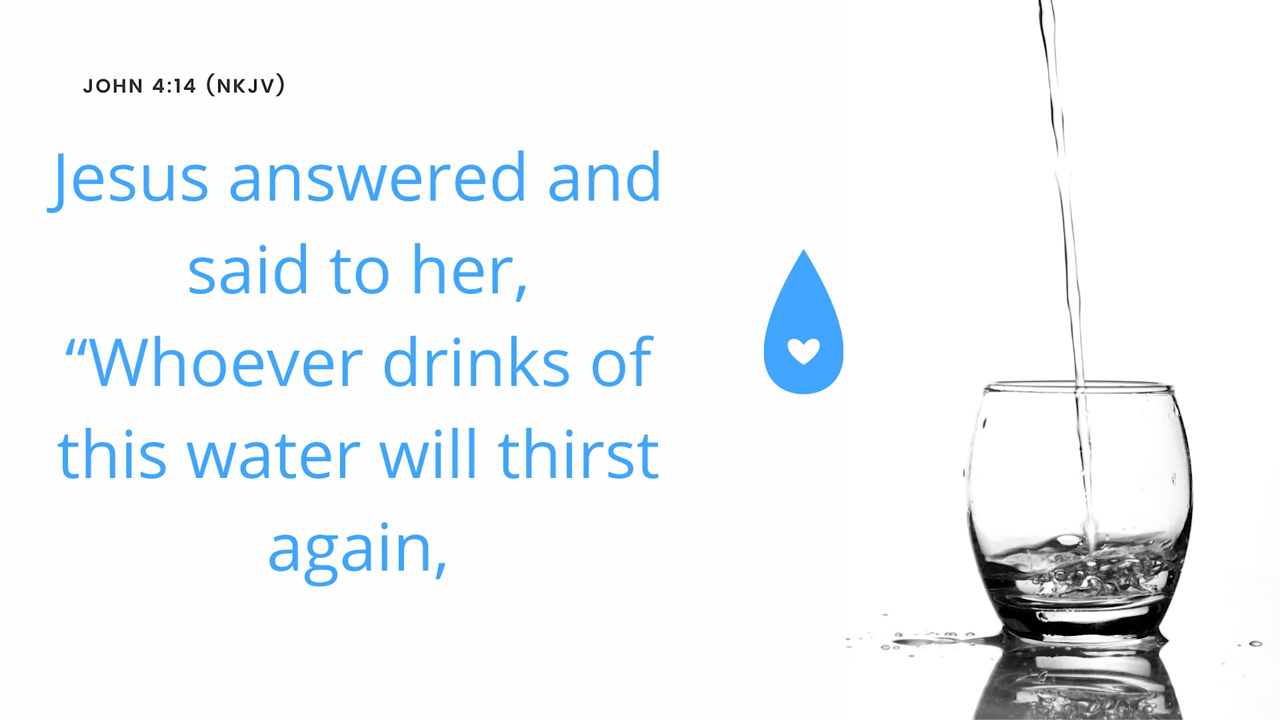 JOHN 4:14 (NKJV)
Jesus answered and
said to her,
“Whoever drinks of
this water will thirst
again,